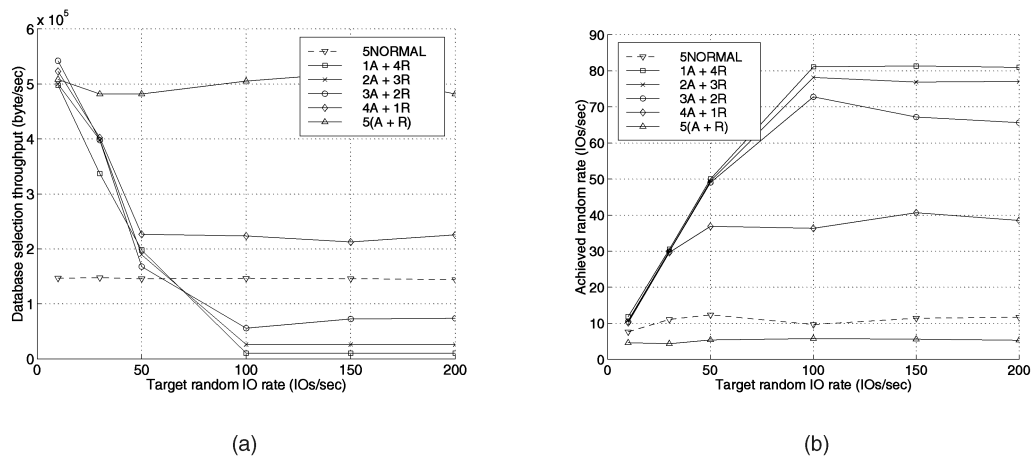 6 x 10⁵
5
4
3
2
1
0
Database selection throughput (byte/sec)
0 50 100 150 200
Target random IO rate (IOs/sec)
5NORMAL
1A + 4R
2A + 3R
3A + 2R
4A + 1R
5(A + R)
(a)
90
80
70
60
50
40
30
20
10
0
Achieved random rate (IOs/sec)
0 50 100 150 200
Target random IO rate (IOs/sec)
5NORMAL
1A + 4R
2A + 3R
3A + 2R
4A + 1R
5(A + R)
(b)